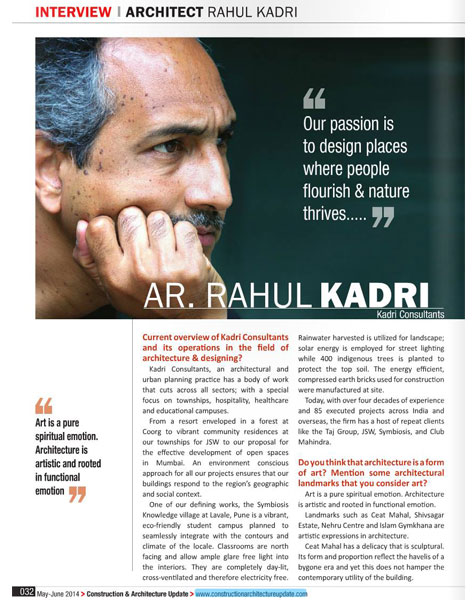 INTERVIEW | ARCHITECT RAHUL KADRI
“
Our passion is
to design places
where people
flourish & nature
thrives..... ”
AR. RAHUL KADRI
Kadri Consultants
“
Art is a pure
spiritual emotion.
Architecture is
artistic and rooted
in functional
emotion ”
Current overview of Kadri Consultants
and its operations in the field of
architecture & designing?
Kadri Consultants, an architectural and
urban planning practice has a body of work
that cuts across all sectors; with a special
focus on townships, hospitality, healthcare
and educational campuses.
From a resort enveloped in a forest at
Coorg to vibrant community residences at
our townships for JSW to our proposal for
the effective development of open spaces
in Mumbai. An environment conscious
approach for all our projects ensures that our
buildings respond to the region's geographic
and social context.
One of our defining works, the Symbiosis
Knowledge village at Lavale, Pune is a vibrant,
eco-friendly student campus planned to
seamlessly integrate with the contours and
climate of the locale. Classrooms are north
facing and allow ample glare free light into
the interiors. They are completely day-lit,
cross-ventilated and therefore electricity free.
Rainwater harvested is utilized for landscape;
solar energy is employed for street lighting
while 400 indigenous trees is planted to
protect the top soil. The energy efficient,
compressed earth bricks used for construction
were manufactured at site.
Today, with over four decades of experience
and 85 executed projects across India and
overseas, the firm has a host of repeat clients
like the Taj Group, JSW, Symbiosis, and Club
Mahindra.
Do you think that architecture is a form
of art? Mention some architectural
landmarks that you consider art?
Art is a pure spiritual emotion. Architecture
is artistic and rooted in functional emotion.
Landmarks such as Ceat Mahal, Shivsagar
Estate, Nehru Centre and Islam Gymkhana are
artistic expressions in architecture.
Ceat Mahal has a delicacy that is sculptural.
Its form and proportion reflect the havelis of a
bygone era and yet this does not hamper the
contemporary utility of the building.
032 May-June 2014 > Construction & Architecture Update > www.constructionarchitectureupdate.com